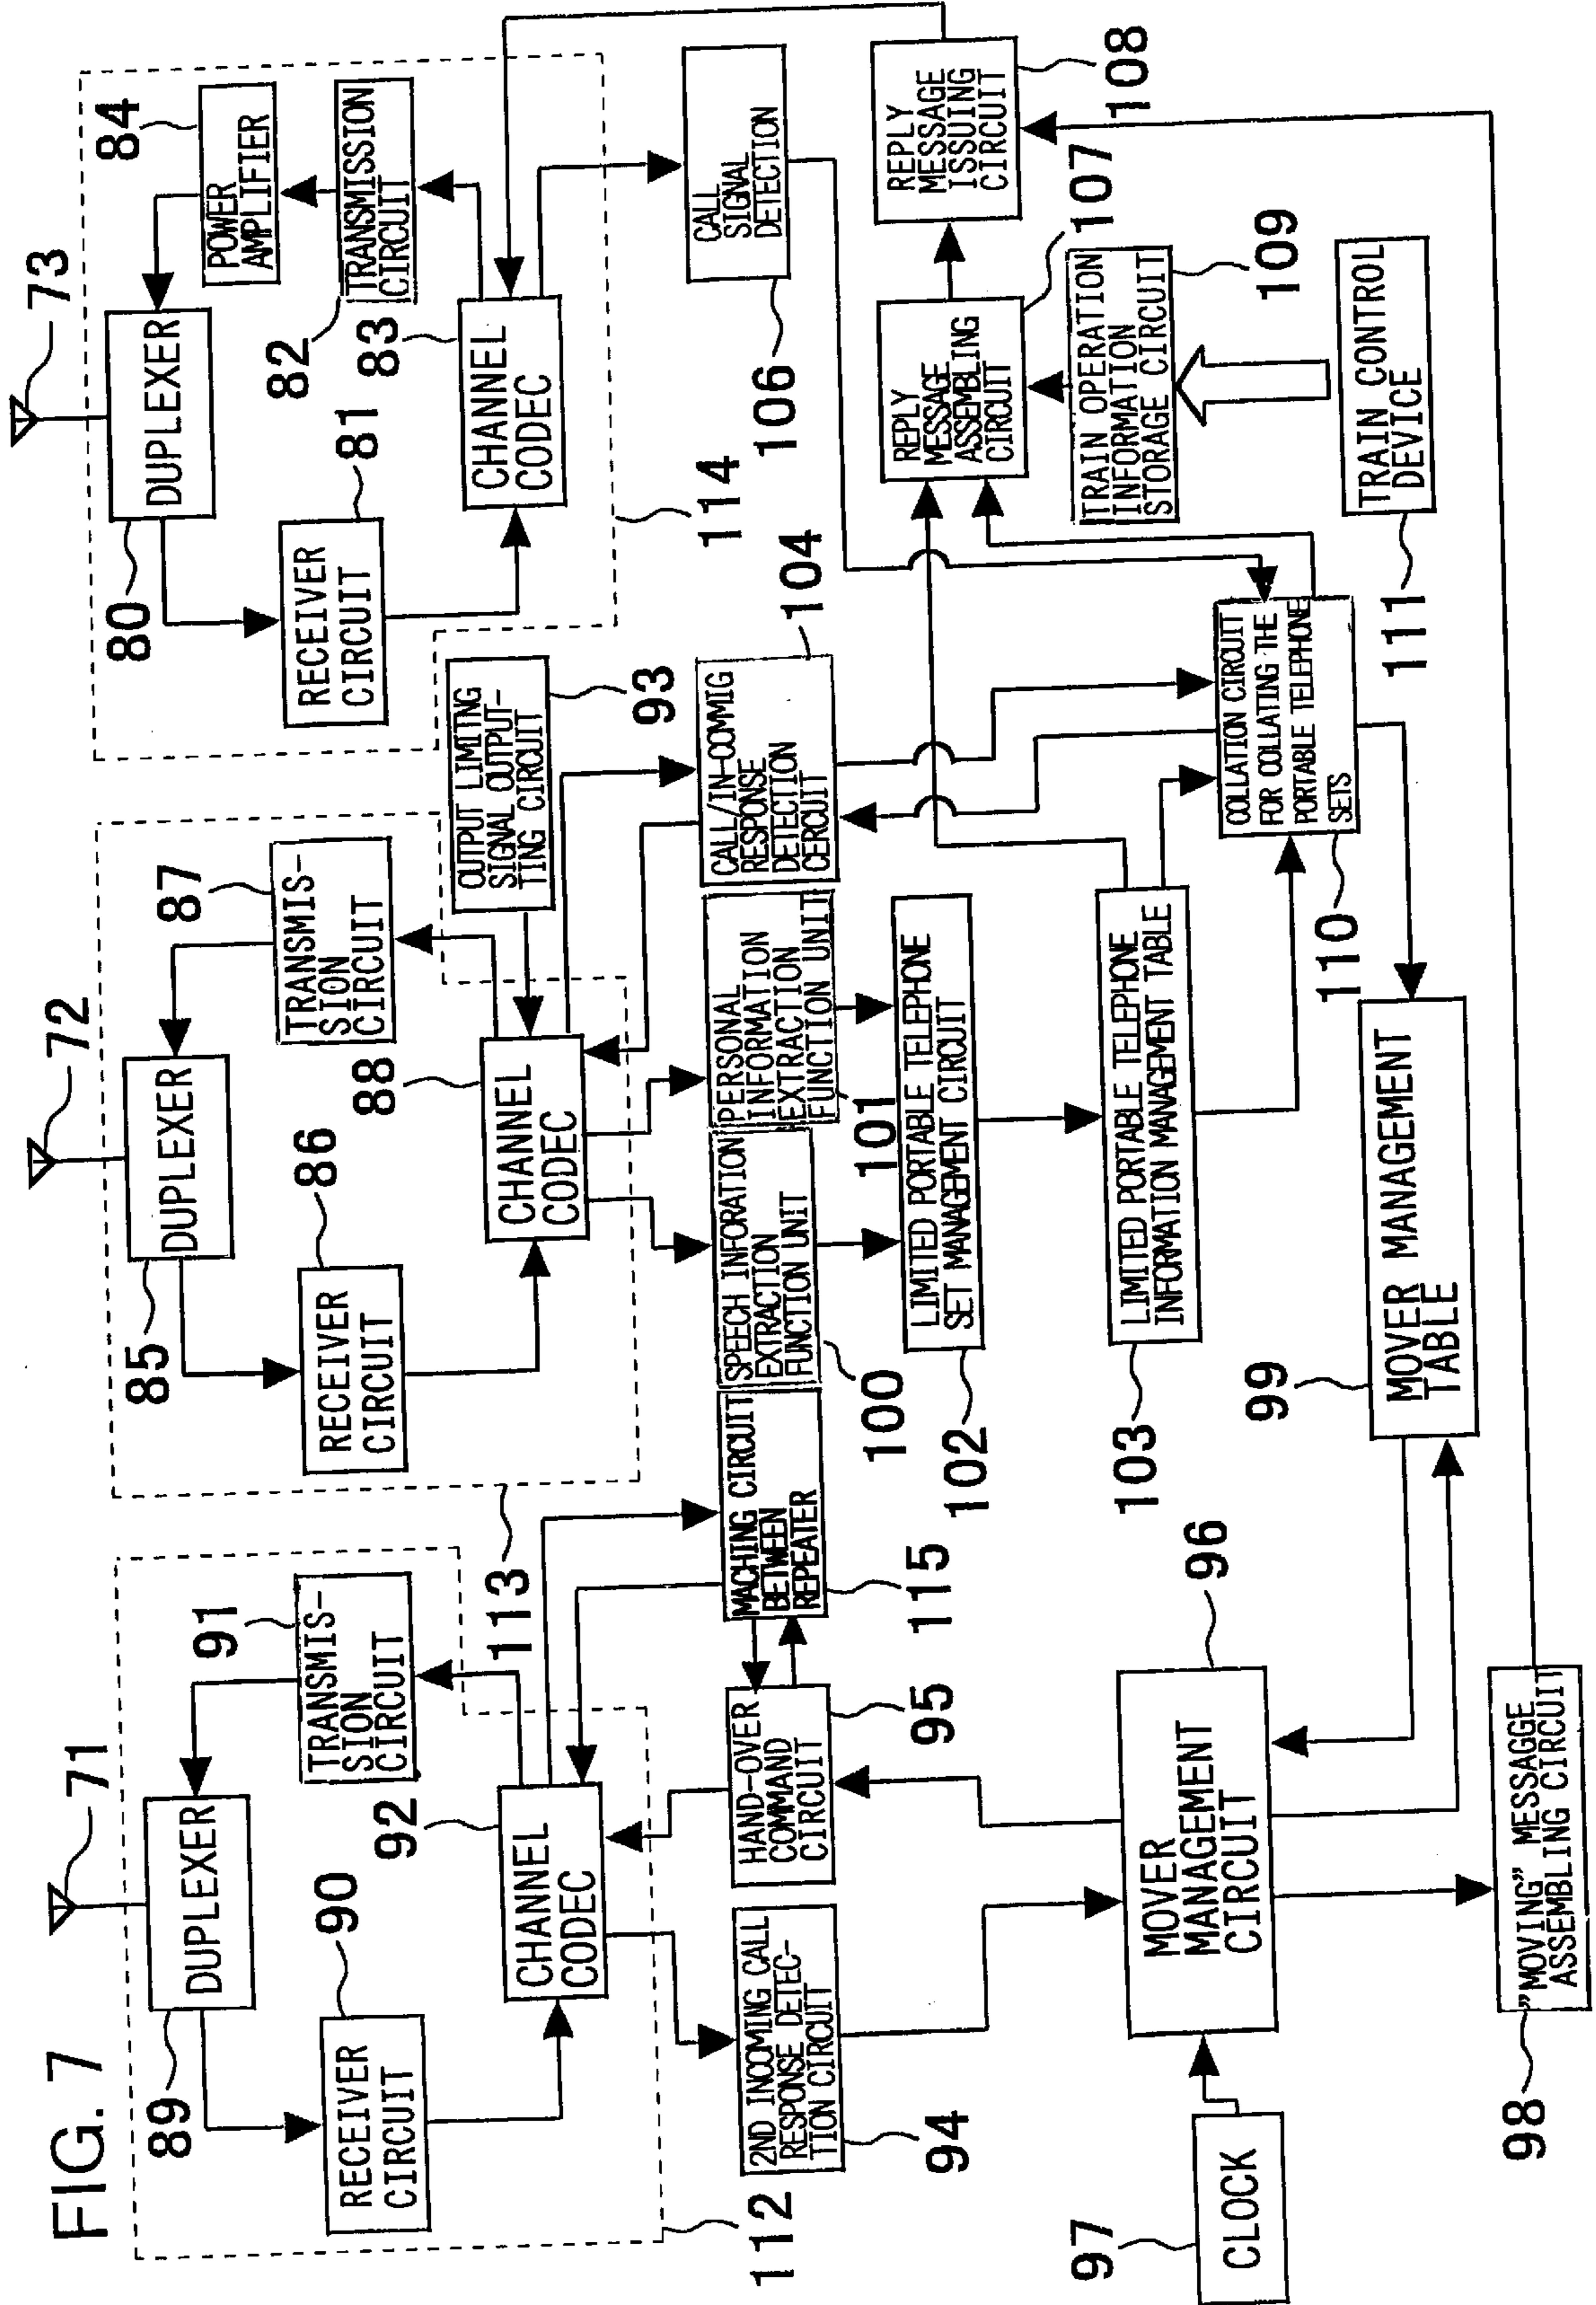 FIG. 7
71
89
DUPLEXER
91
TRANSMIS-
SION
CIRCUIT
90
RECEIVER
CIRCUIT
92
CHANNEL
CODEC
112
72
85
DUPLEXER
87
TRANSMIS-
SION
CIRCUIT
86
RECEIVER
CIRCUIT
88
CHANNEL
CODEC
113
73
80
DUPLEXER
84
POWER
AMPLIFIER
82
TRANSMISSION
CIRCUIT
81
RECEIVER
CIRCUIT
83
CHANNEL
CODEC
114
OUTPUT LIMITNG
SIGNAL OUTPUT-
TING CIRCUIT
93
2ND INCOMING CALL
RESPONSE DETEC-
TION CIRCUIT
94
HAND-OVER
COMMAND
CIRCUIT
95
MACHING CIRCUIT
BETWEEN
REPEATER
115
SPEECH INFORATION
EXTRACTION
FUNCTION UNIT
100
PERSONAL
INFORMATION
EXTRACTION
FUNCTION UNIT
101
CALL/IN-COMMIG
RESPONSE
DETECTION
CERCUIT
104
CALL
SIGNAL
DETECTION
106
LIMITED PORTABLE TELEPHONE
SET MANAGEMENT CIRCUIT
102
REPLY
MESSAGE
ASSEMBLING
CIRCUIT
107
REPLY
MESSAGE
ISSUING
CIRCUIT
108
LIMITED PORTABLE TELEPHONE
INFORMATION MANAGEMENT TABLE
103
TRAIN OPERATION
INFORMATION
STORAGE CIRCUIT
109
COLLATION CIRCUIT
FOR COLLATING THE
PORTABLE TELEPHONE
SETS
110
TRAIN CONTROL
DEVICE
111
97
CLOCK
MOVER
MANAGEMENT
CIRCUIT
96
99
MOVER MANAGEMENT
TABLE
98
"MOVING" MESSAGGE
ASSEMBLING CIRCUIT